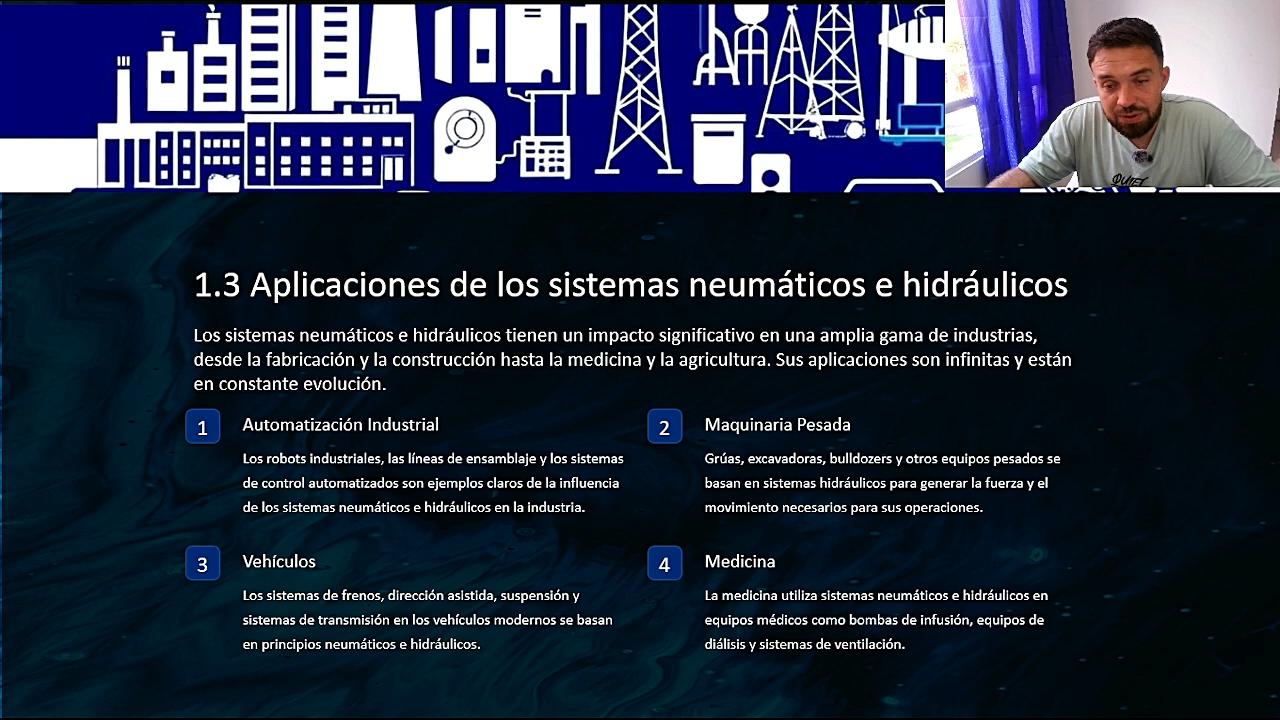 1.3 Aplicaciones de los sistemas neumáticos e hidráulicos
Los sistemas neumáticos e hidráulicos tienen un impacto significativo en una amplia gama de industrias,
desde la fabricación y la construcción hasta la medicina y la agricultura. Sus aplicaciones son infinitas y están
en constante evolución.
1
Automatización Industrial
Los robots industriales, las líneas de ensamblaje y los sistemas
de control automatizados son ejemplos claros de la influencia
de los sistemas neumáticos e hidráulicos en la industria.
2
Maquinaria Pesada
Grúas, excavadoras, bulldozers y otros equipos pesados se
basan en sistemas hidráulicos para generar la fuerza y el
movimiento necesarios para sus operaciones.
3
Vehículos
Los sistemas de frenos, dirección asistida, suspensión y
sistemas de transmisión en los vehículos modernos se basan
en principios neumáticos e hidráulicos.
4
Medicina
La medicina utiliza sistemas neumáticos e hidráulicos en
equipos médicos como bombas de infusión, equipos de
diálisis y sistemas de ventilación.